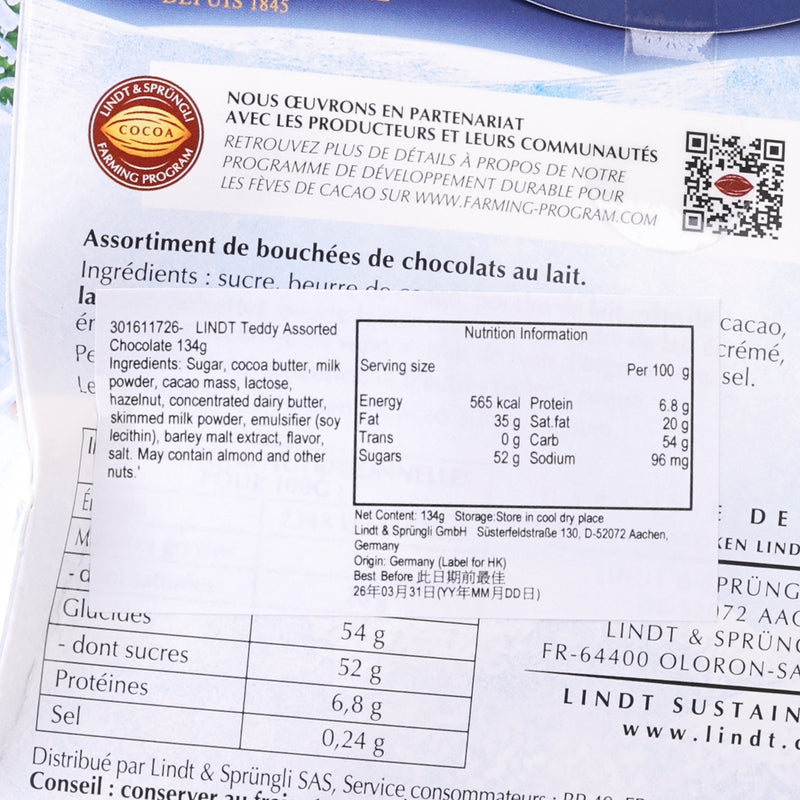 DEPUIS 1845
LINDT & SPRÜNGLI
COCOA
FARMING PROGRAM
NOUS ŒUVRONS EN PARTENARIAT
AVEC LES PRODUCTEURS ET LEURS COMMUNAUTÉS
RETROUVEZ PLUS DE DÉTAILS À PROPOS DE NOTRE
PROGRAMME DE DÉVELOPPEMENT DURABLE POUR
LES FÈVES DE CACAO SUR WWW.FARMING-PROGRAM.COM
Assortiment de bouchées de chocolats au lait.
Ingrédients : sucre, beurre de
cacao,
crémé,
sel.
301611726- LINDT Teddy Assorted
Chocolate 134g
Ingredients: Sugar, cocoa butter, milk
powder, cacao mass, lactose,
hazelnut, concentrated dairy butter,
skimmed milk powder, emulsifier (soy
lecithin), barley malt extract, flavor,
salt. May contain almond and other
nuts.'
Nutrition Information
Serving size Per 100 g
Energy 565 kcal Protein 6.8 g
Fat 35 g Sat.fat 20 g
Trans 0 g Carb 54 g
Sugars 52 g Sodium 96 mg
Net Content: 134g Storage:Store in cool dry place
Lindt & Sprüngli GmbH Süsterfeldstraße 130, D-52072 Aachen,
Germany
Origin: Germany (Label for HK)
Best Before 此日期前最佳
26年03月31日(YY年MM月DD日)
Glucides 54 g
- dont sucres 52 g
Protéines 6,8 g
Sel 0,24 g
DE
LINDT & SPRÜN
FR-64400 OLORON-SA
LINDT SUSTAIN
www.lindt.
Distribué par Lindt & Sprüngli SAS, Service consommateurs : BP 40, FR
Conseil : conserver au frais